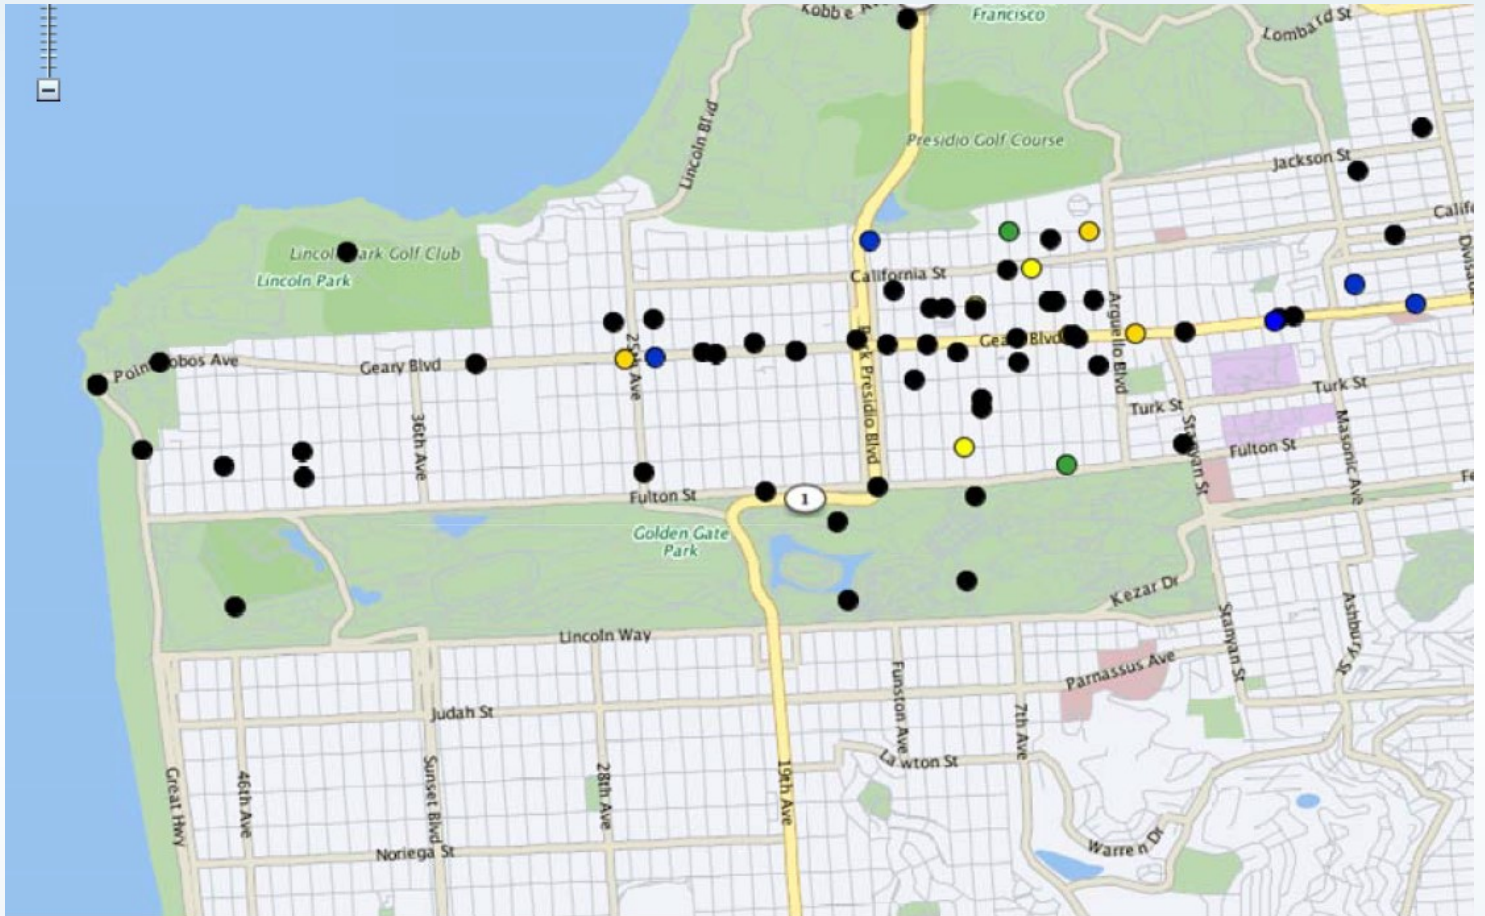 Francisco
Lombard St
Lincoln Blvd
Presidio Golf Course
Jackson St
Lincoln Park Golf Club
Lincoln Park
California St
Geary Blvd
Geary Blvd
25th Ave
Park Presidio Blvd
Arguello Blvd
36th Ave
Turk St
Turk St
Stanyan St
Masonic Ave
Fulton St
Fulton St
1
Golden Gate
Park
Kezar Dr
Lincoln Way
Stanyan St
Ashbury St
Parnassus Ave
Funston Ave
7th Ave
Judah St
Lawton St
Great Hwy
46th Ave
Sunset Blvd
28th Ave
19th Ave
Noriega St
Warren Dr